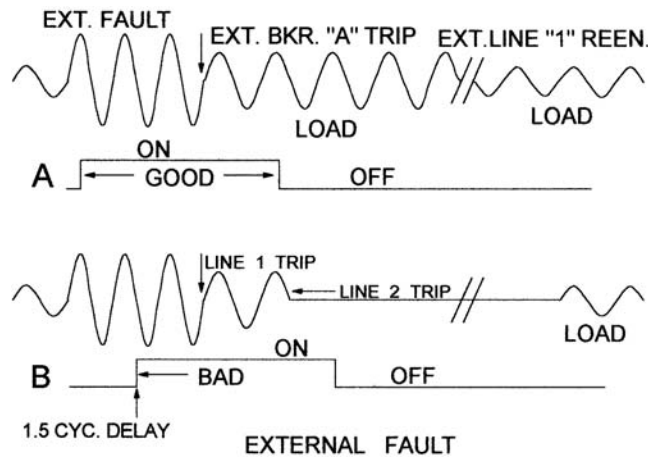 EXT. FAULT
EXT. BKR. "A" TRIP
EXT.LINE "1" REEN.
LOAD
LOAD
ON
A
GOOD
OFF
LINE 1 TRIP
LINE 2 TRIP
LOAD
ON
B
BAD
OFF
1.5 CYC. DELAY
EXTERNAL FAULT